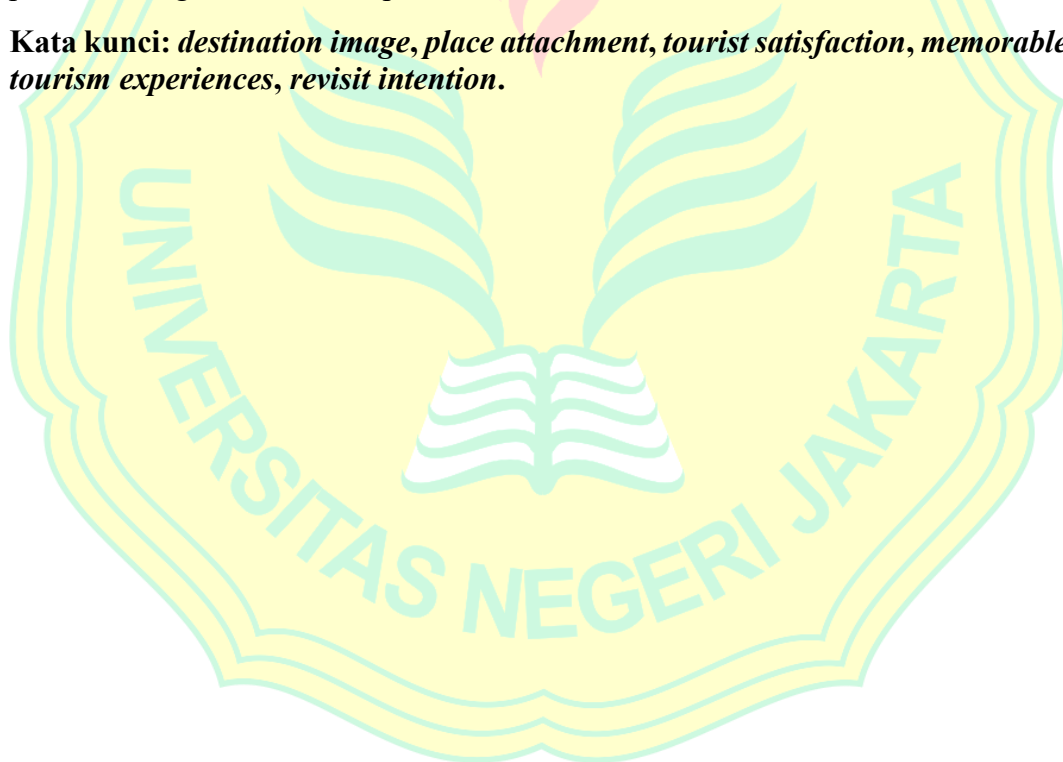 Kata kunci: destination image, place attachment, tourist satisfaction, memorable
tourism experiences, revisit intention.
UNIVERSITAS NEGERI JAKARTA